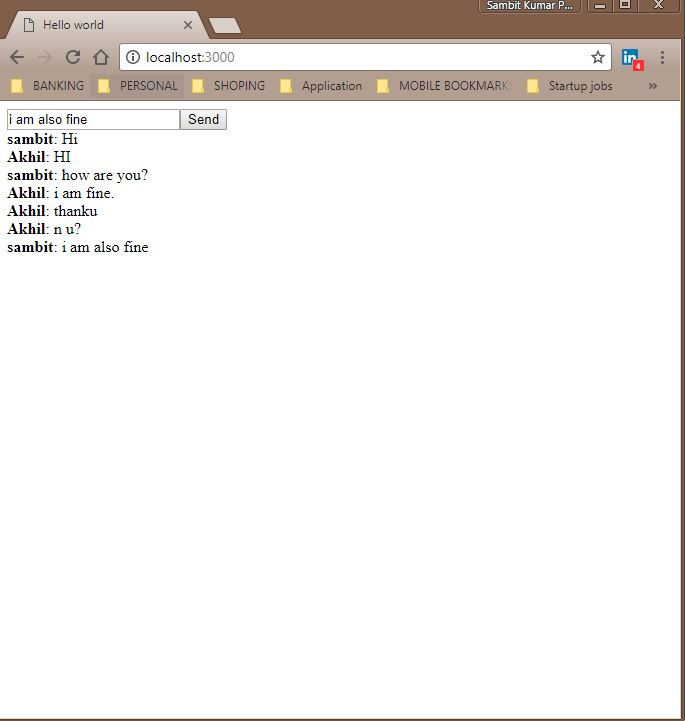 Sambit Kumar P...
Hello world
localhost:3000
4
BANKING PERSONAL SHOPING Application MOBILE BOOKMARKS Startup jobs »
i am also fine Send
sambit: Hi
Akhil: HI
sambit: how are you?
Akhil: i am fine.
Akhil: thanku
Akhil: n u?
sambit: i am also fine